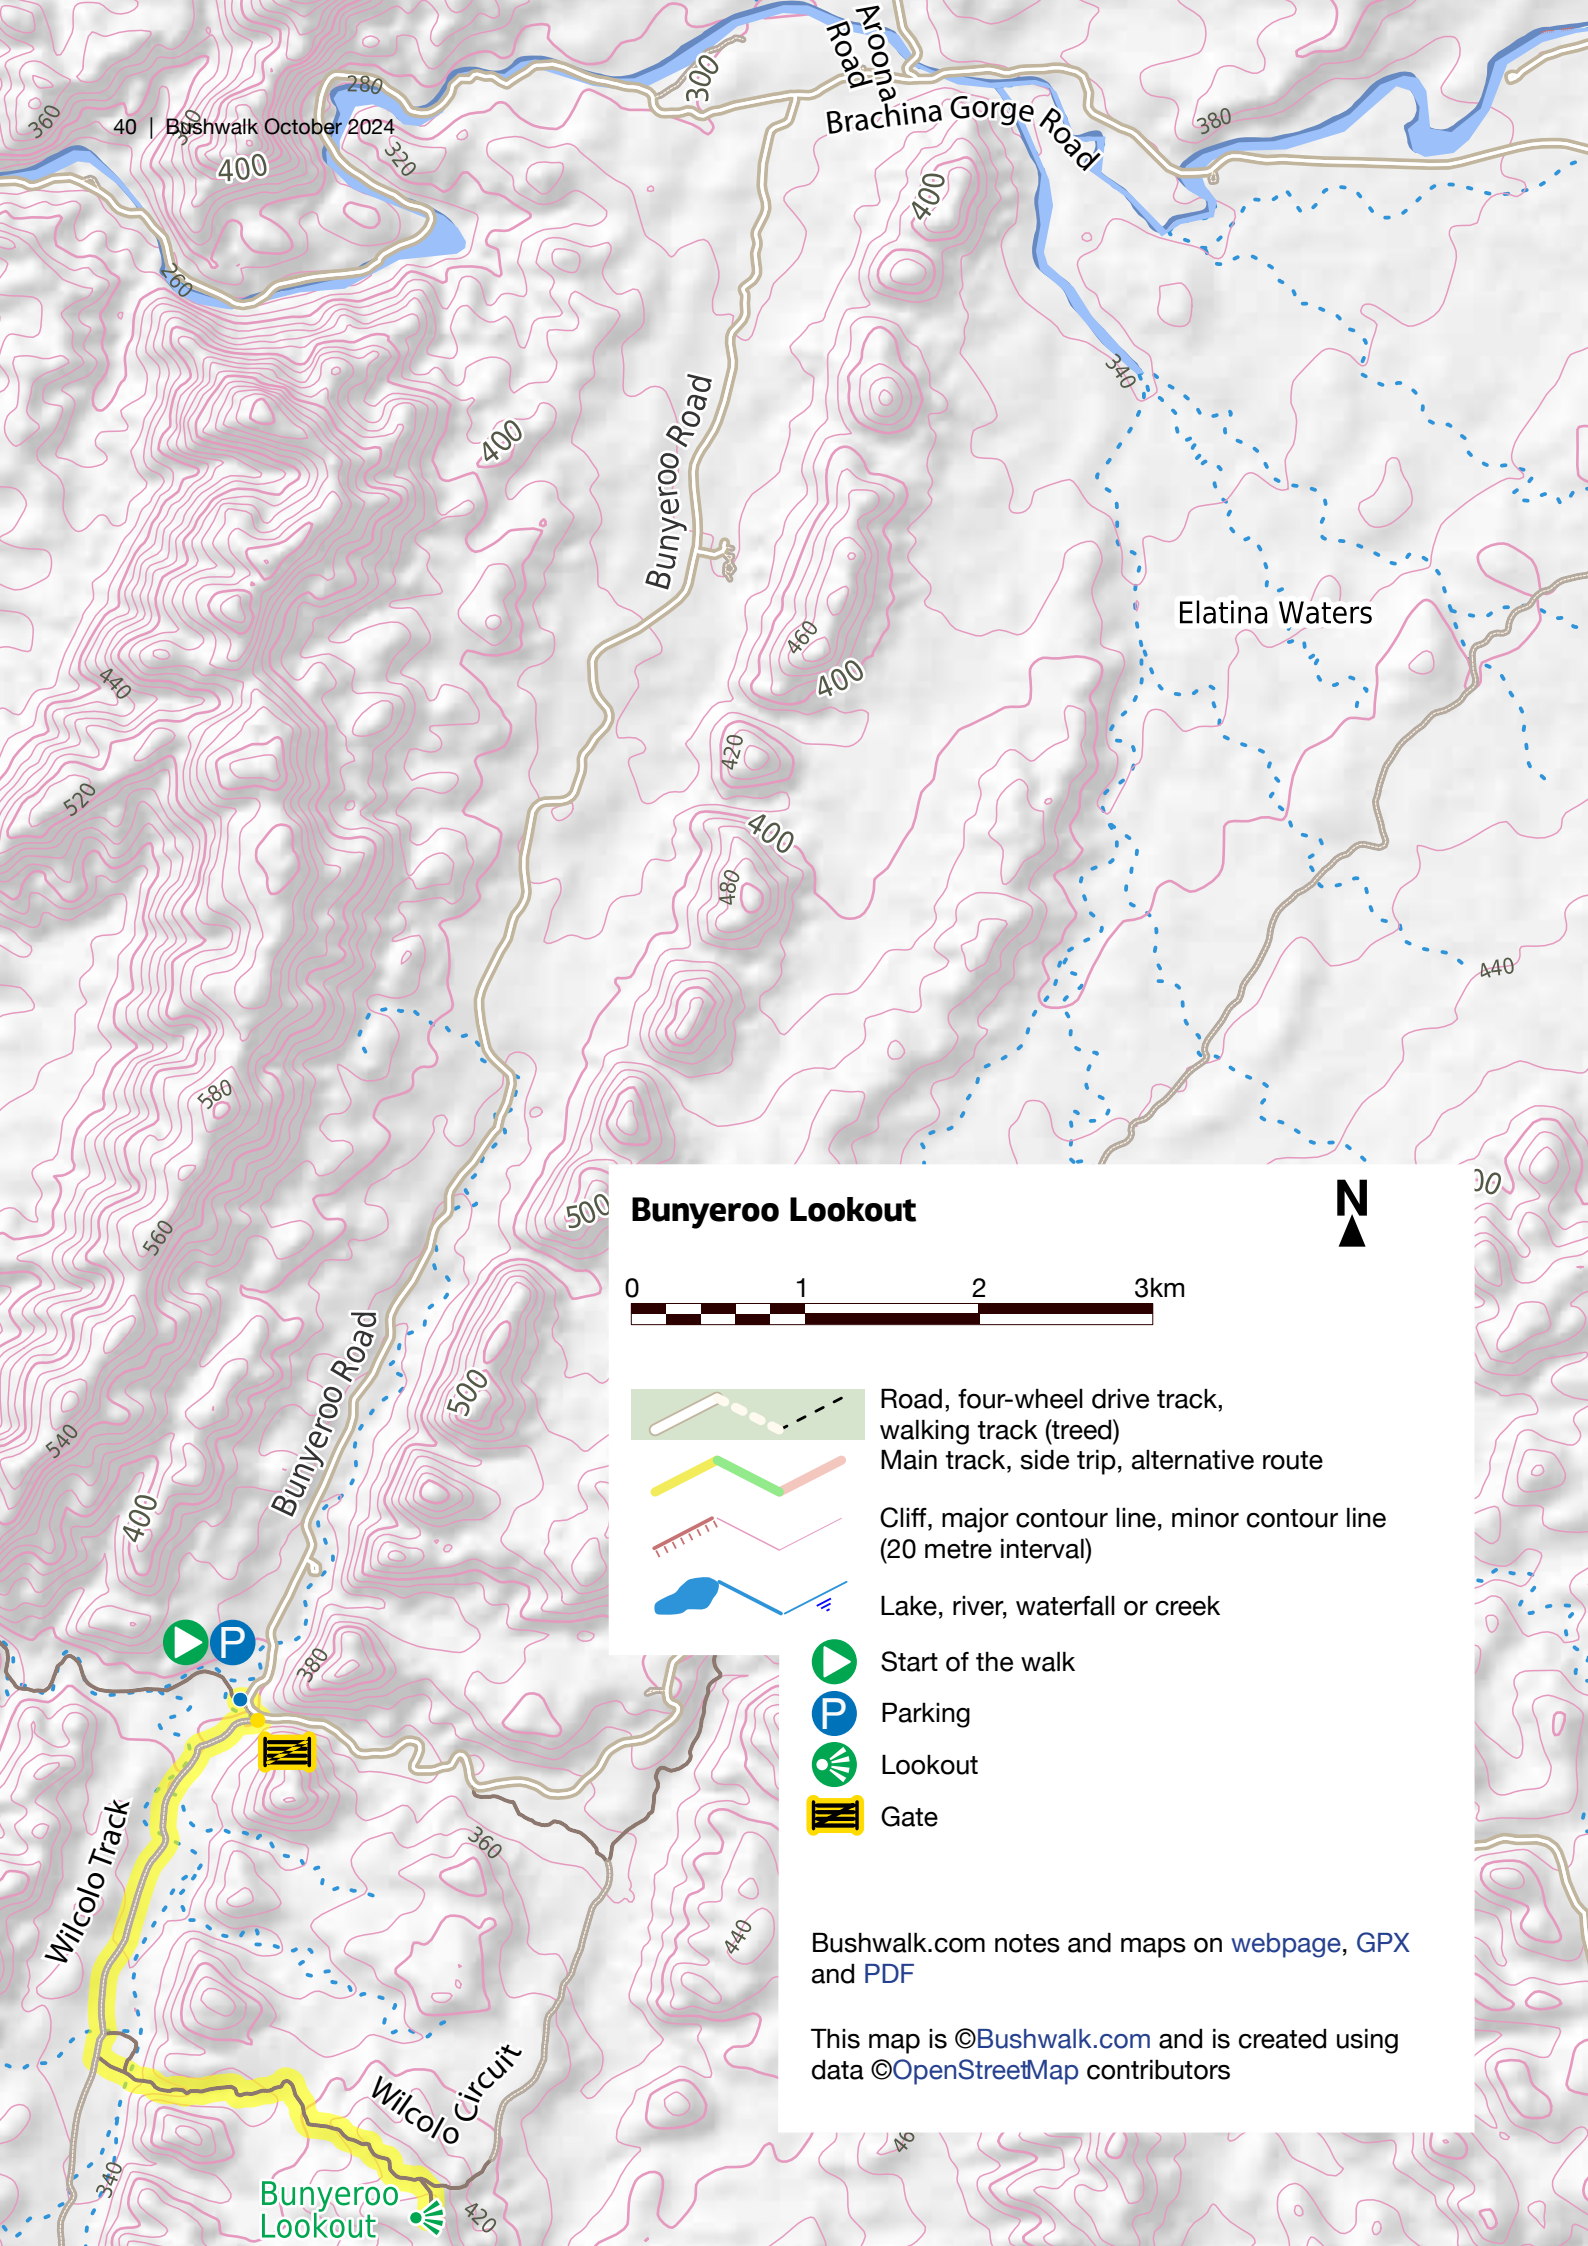 Aroona
Road
280
300
360
340
40 | Bushwalk October 2024
Brachina Gorge Road
380
320
400
400
260
340
400
Bunyeroo Road
Elatina Waters
460
400
440
420
520
400
480
440
580
500
00
560
Bunyeroo Lookout
N
0 1 2 3km
Bunyeroo Road
500
540
400
Road, four-wheel drive track,
walking track (treed)
Main track, side trip, alternative route
Cliff, major contour line, minor contour line
(20 metre interval)
Lake, river, waterfall or creek
P
380
Start of the walk
P
Parking
Lookout
Gate
Wilcolo Track
360
440
Bushwalk.com notes and maps on webpage, GPX
and PDF
This map is ©Bushwalk.com and is created using
data ©OpenStreetMap contributors
Wilcolo Circuit
46
340
Bunyeroo
Lookout
420